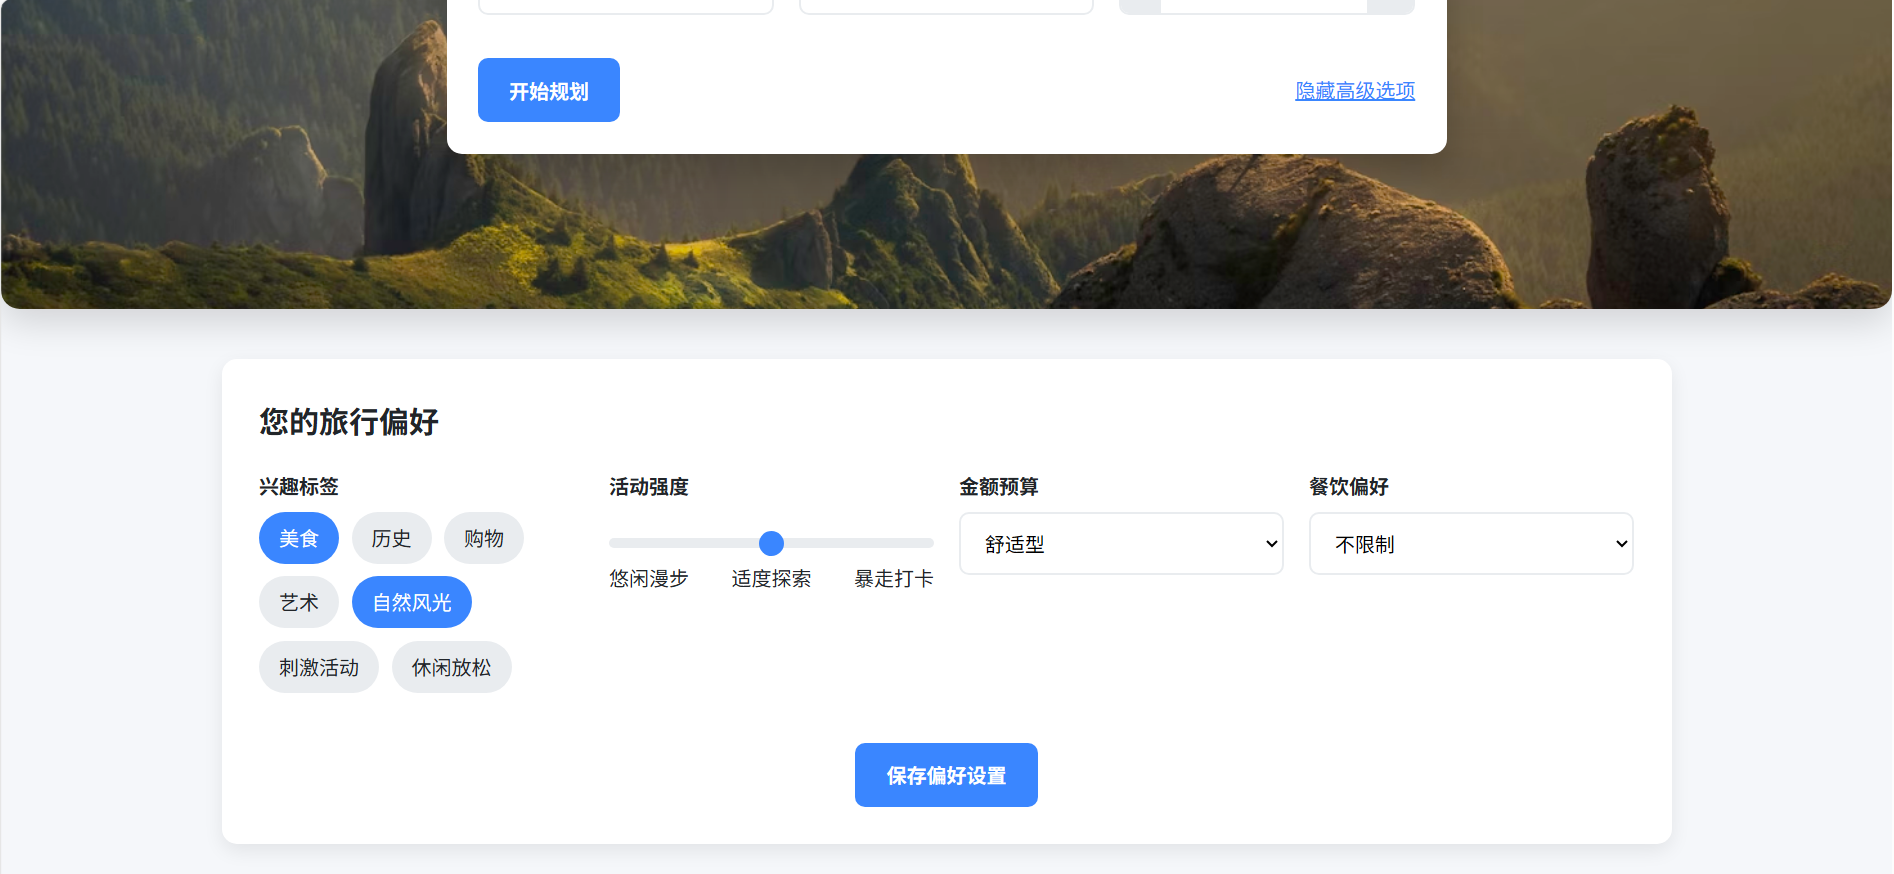 开始规划
隐藏高级选项
您的旅行偏好
兴趣标签
美食
历史
购物
艺术
自然风光
刺激活动
休闲放松
活动强度
悠闲漫步
适度探索
暴走打卡
金额预算
舒适型
餐饮偏好
不限制
保存偏好设置